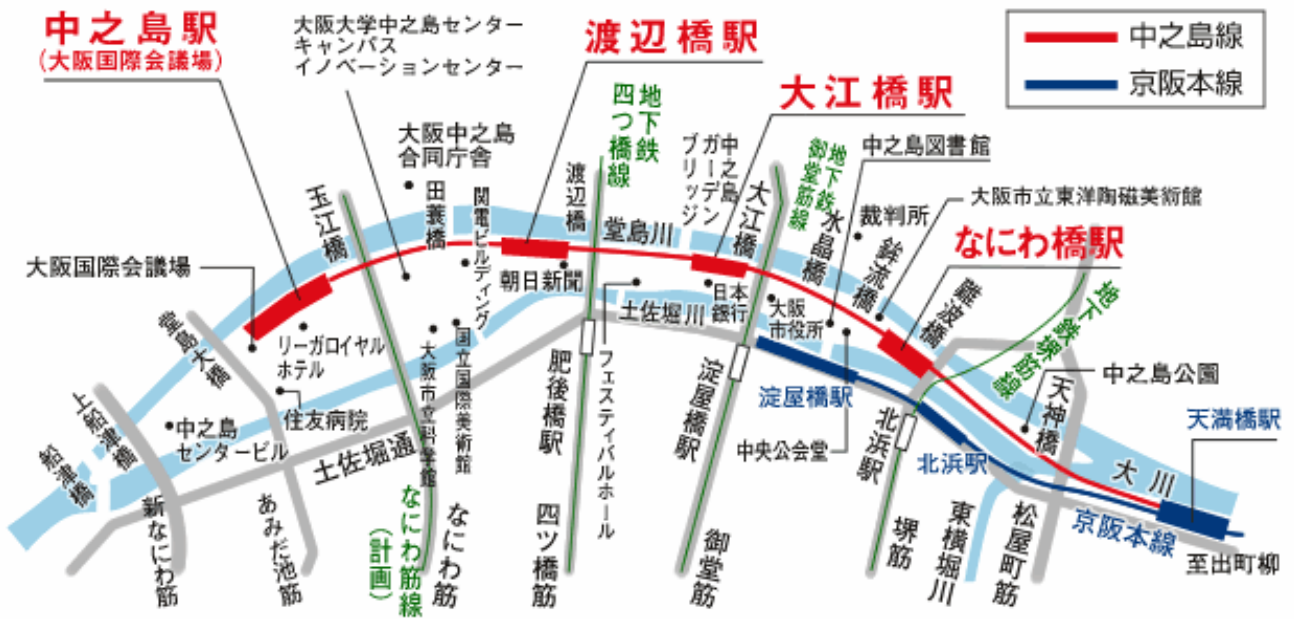 中之島駅
(大阪国際会議場)
大阪大学中之島センター
キャンパス
イノベーションセンター
渡辺橋駅
大江橋駅
中之島線
京阪本線
地下鉄
四つ橋線
大阪中之島
合同庁舎
中之島
ガーデン
ブリッジ
地下鉄
御堂筋線
中之島図書館
大阪市立東洋陶磁美術館
裁判所
なにわ橋駅
玉江橋
田蓑橋
関電ビルディング
渡辺橋
堂島川
大江橋
水晶橋
鉾流橋
難波橋
地下鉄堺筋線
大阪国際会議場
朝日新聞
土佐堀川
日本
銀行
大阪
市役所
堂島大橋
リーガロイヤル
ホテル
大阪市立科学館
国立国際美術館
フェスティバルホール
肥後橋駅
淀屋橋駅
淀屋橋駅
北浜駅
北浜駅
中央公会堂
天神橋
中之島公園
天満橋駅
上船津橋
船津橋
中之島
センタービル
住友病院
土佐堀通
大川
京阪本線
新なにわ筋
あみだ池筋
なにわ筋線
(計画)
なにわ筋
四ツ橋筋
御堂筋
堺筋
東横堀川
松屋町筋
至出町柳